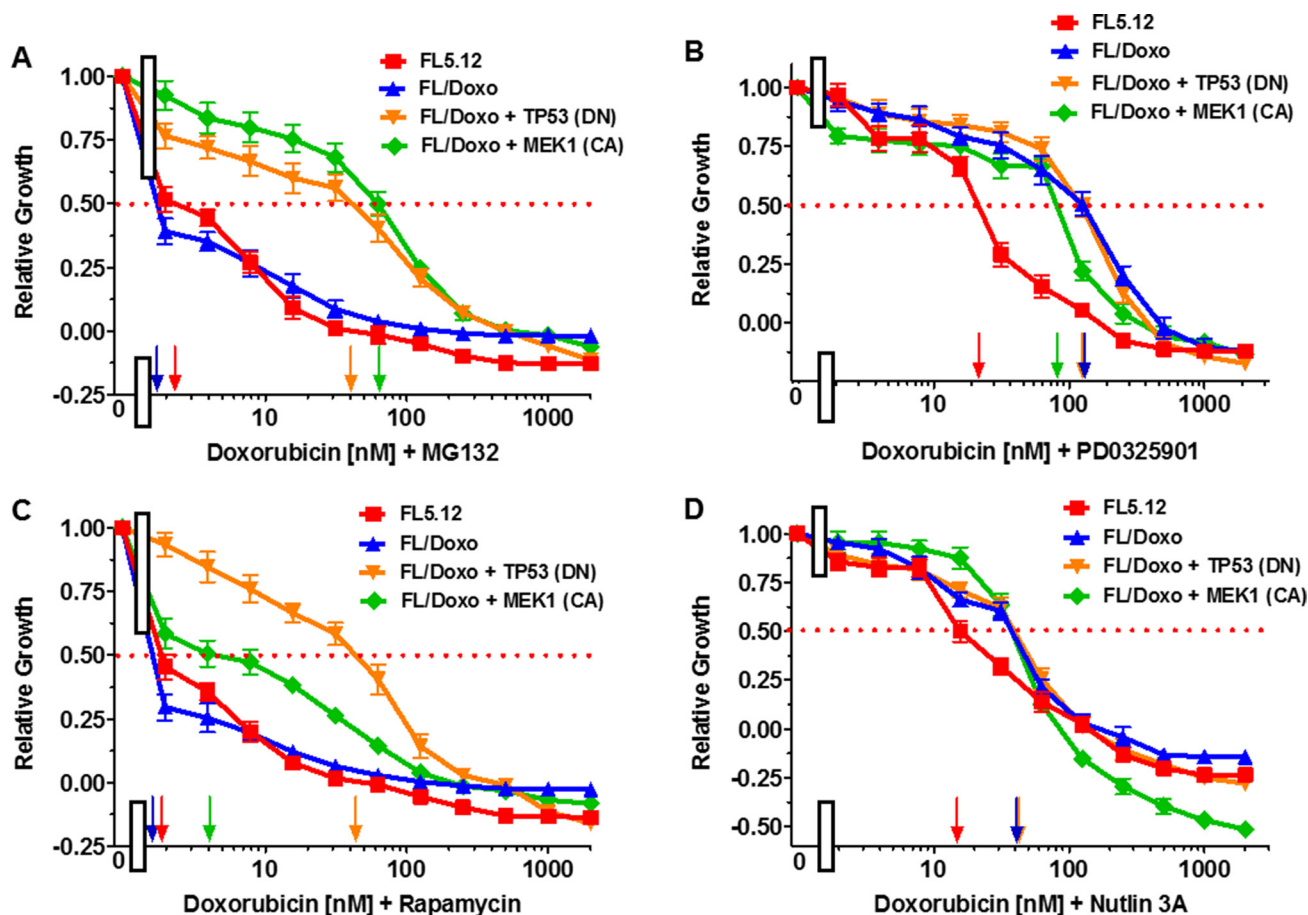 A
FL5.12
FL/Doxo
FL/Doxo + TP53 (DN)
FL/Doxo + MEK1 (CA)
1.00
0.75
0.50
0.25
0.00
-0.25
Relative Growth
0
10
100
1000
Doxorubicin [nM] + MG132
B
FL5.12
FL/Doxo
FL/Doxo + TP53 (DN)
FL/Doxo + MEK1 (CA)
1.00
0.75
0.50
0.25
0.00
Relative Growth
0
10
100
1000
Doxorubicin [nM] + PD0325901
C
FL5.12
FL/Doxo
FL/Doxo + TP53 (DN)
FL/Doxo + MEK1 (CA)
1.00
0.75
0.50
0.25
0.00
-0.25
Relative Growth
0
10
100
1000
Doxorubicin [nM] + Rapamycin
D
FL5.12
FL/Doxo
FL/Doxo + TP53 (DN)
FL/Doxo + MEK1 (CA)
1.00
0.75
0.50
0.25
0.00
-0.25
-0.50
Relative Growth
0
10
100
1000
Doxorubicin [nM] + Nutlin 3A